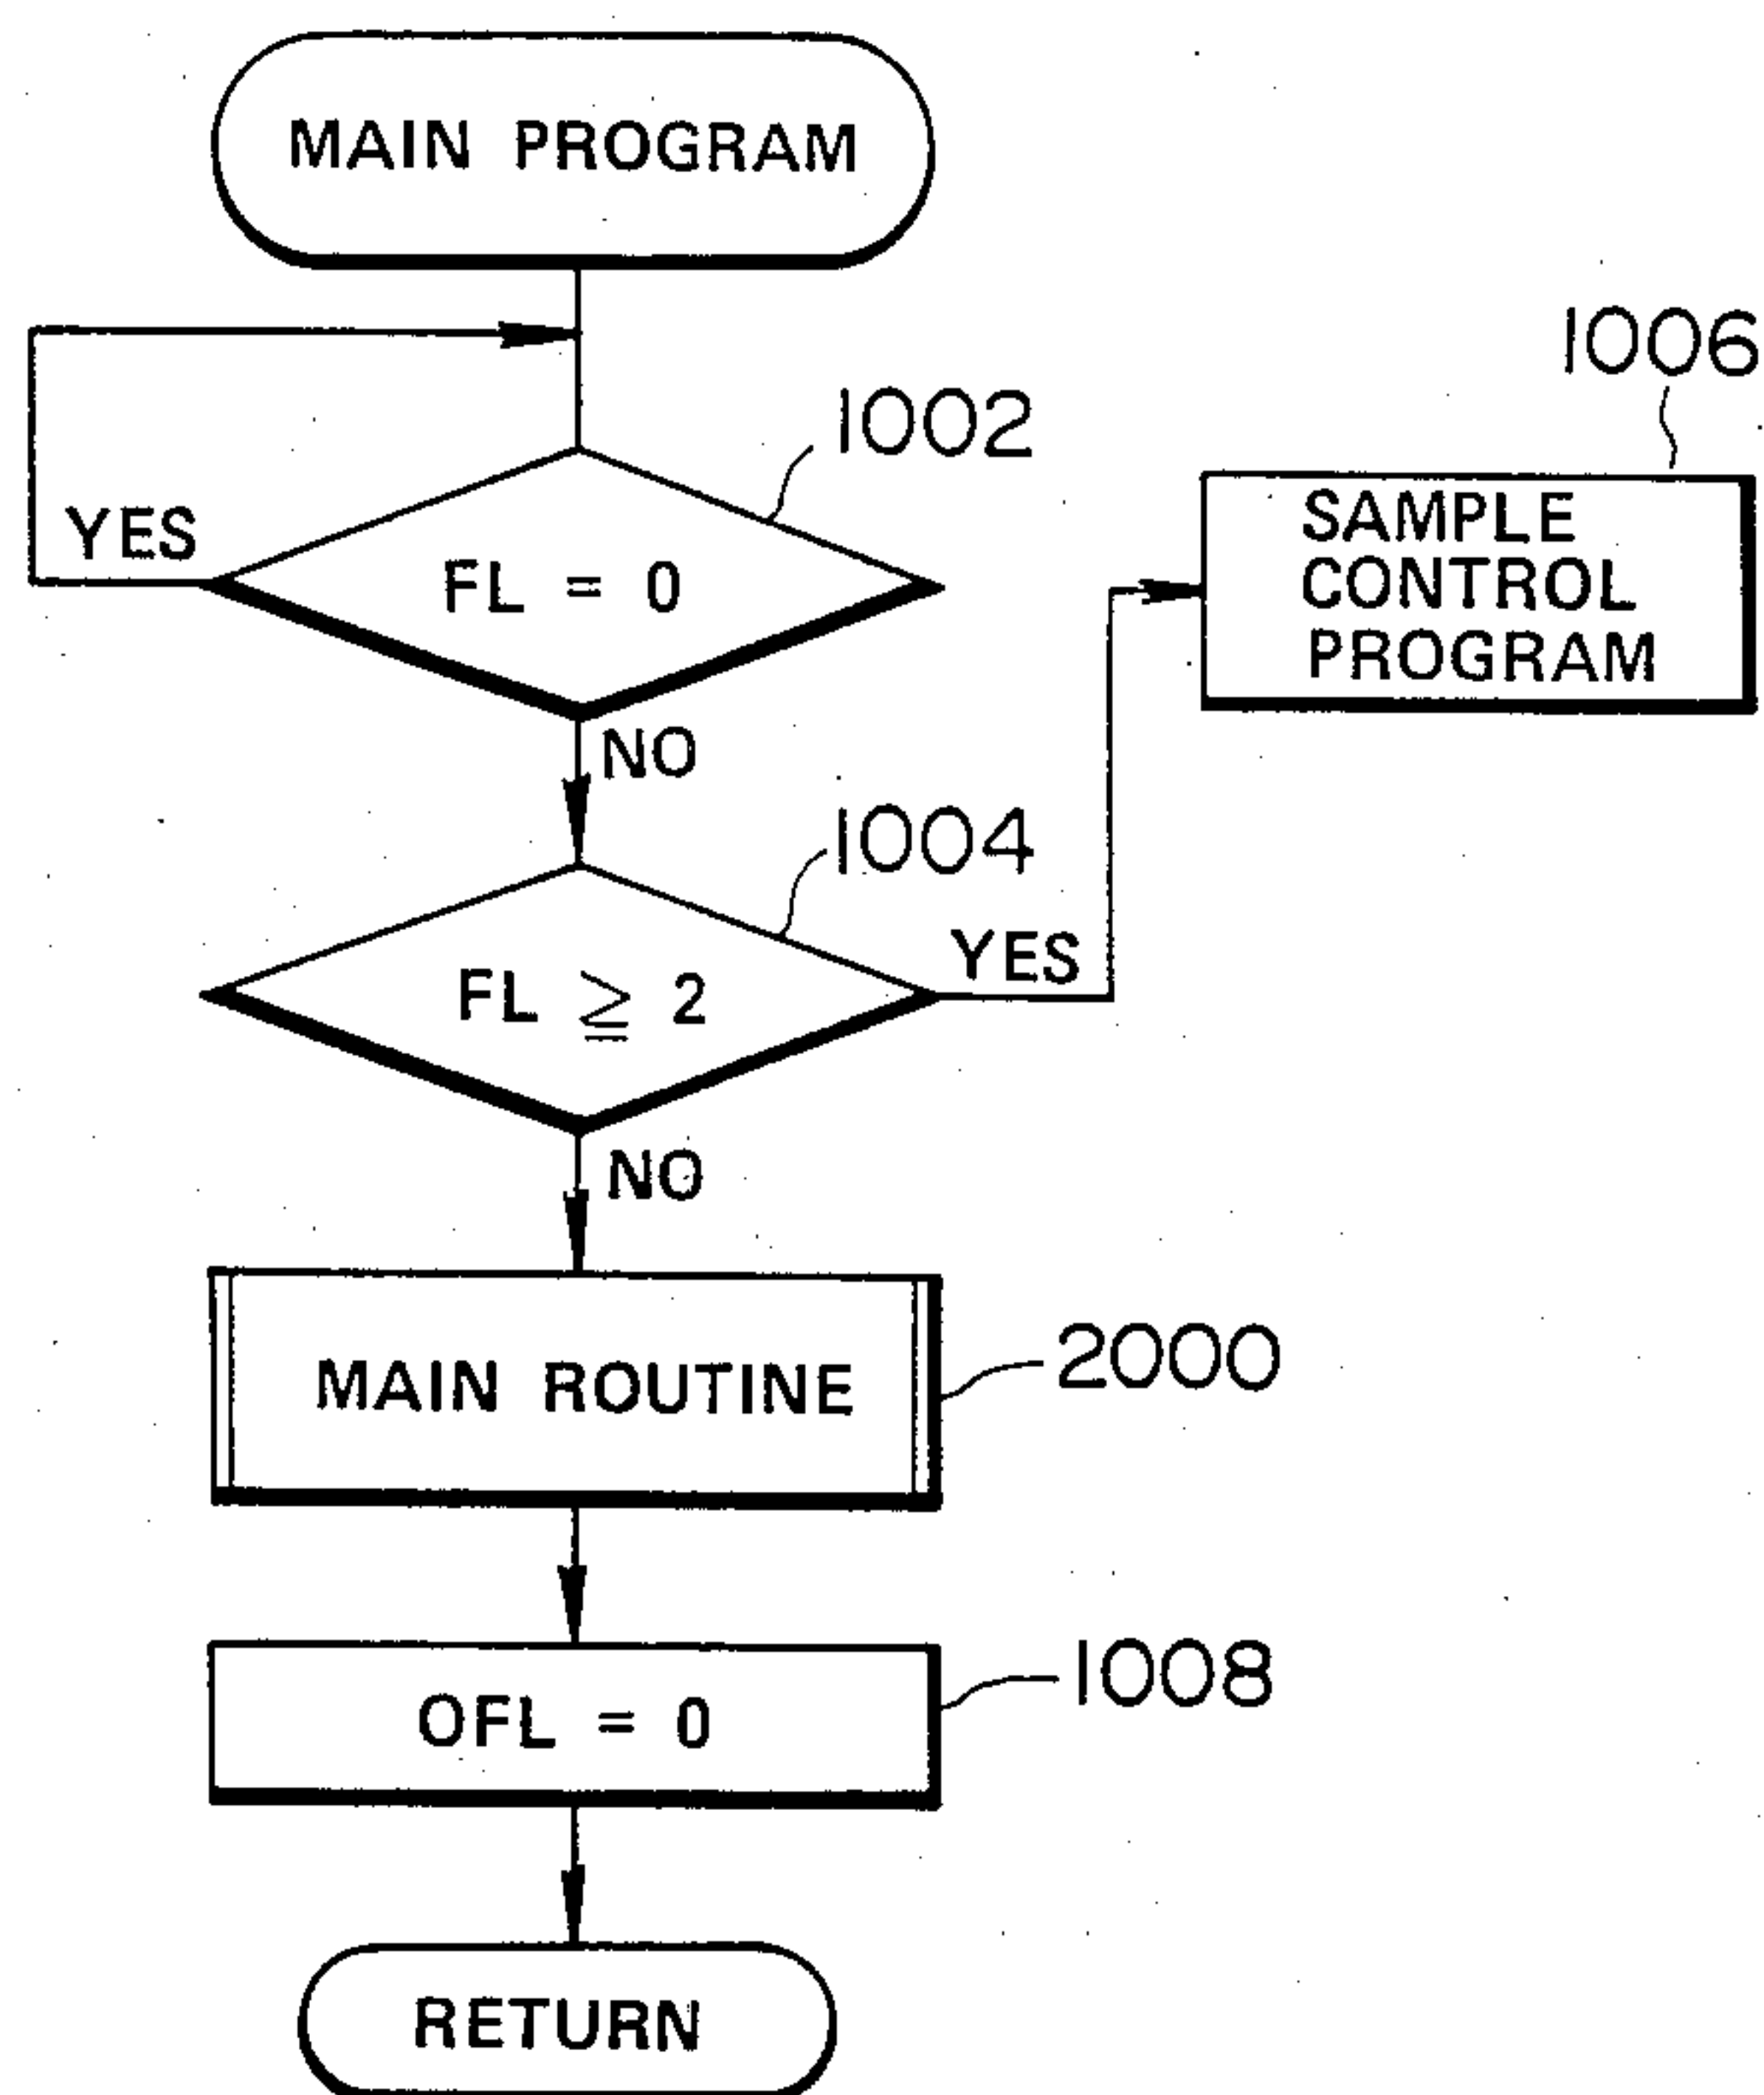 MAIN PROGRAM
1002
YES
FL = 0
NO
1006
SAMPLE
CONTROL
PROGRAM
1004
YES
FL ≧ 2
NO
MAIN ROUTINE
2000
OFL = 0
1008
RETURN